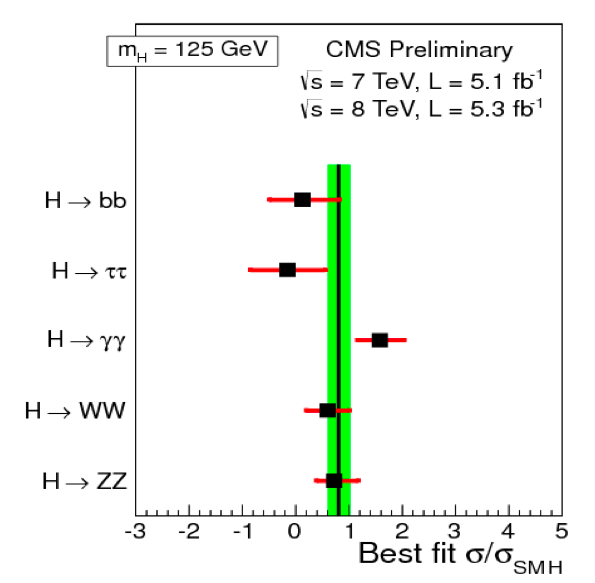 m_H = 125 GeV
CMS Preliminary
√s = 7 TeV, L = 5.1 fb⁻¹
√s = 8 TeV, L = 5.3 fb⁻¹
H → bb
H → ττ
H → γγ
H → WW
H → ZZ
-3 -2 -1 0 1 2 3 4 5
Best fit σ/σ_SMH